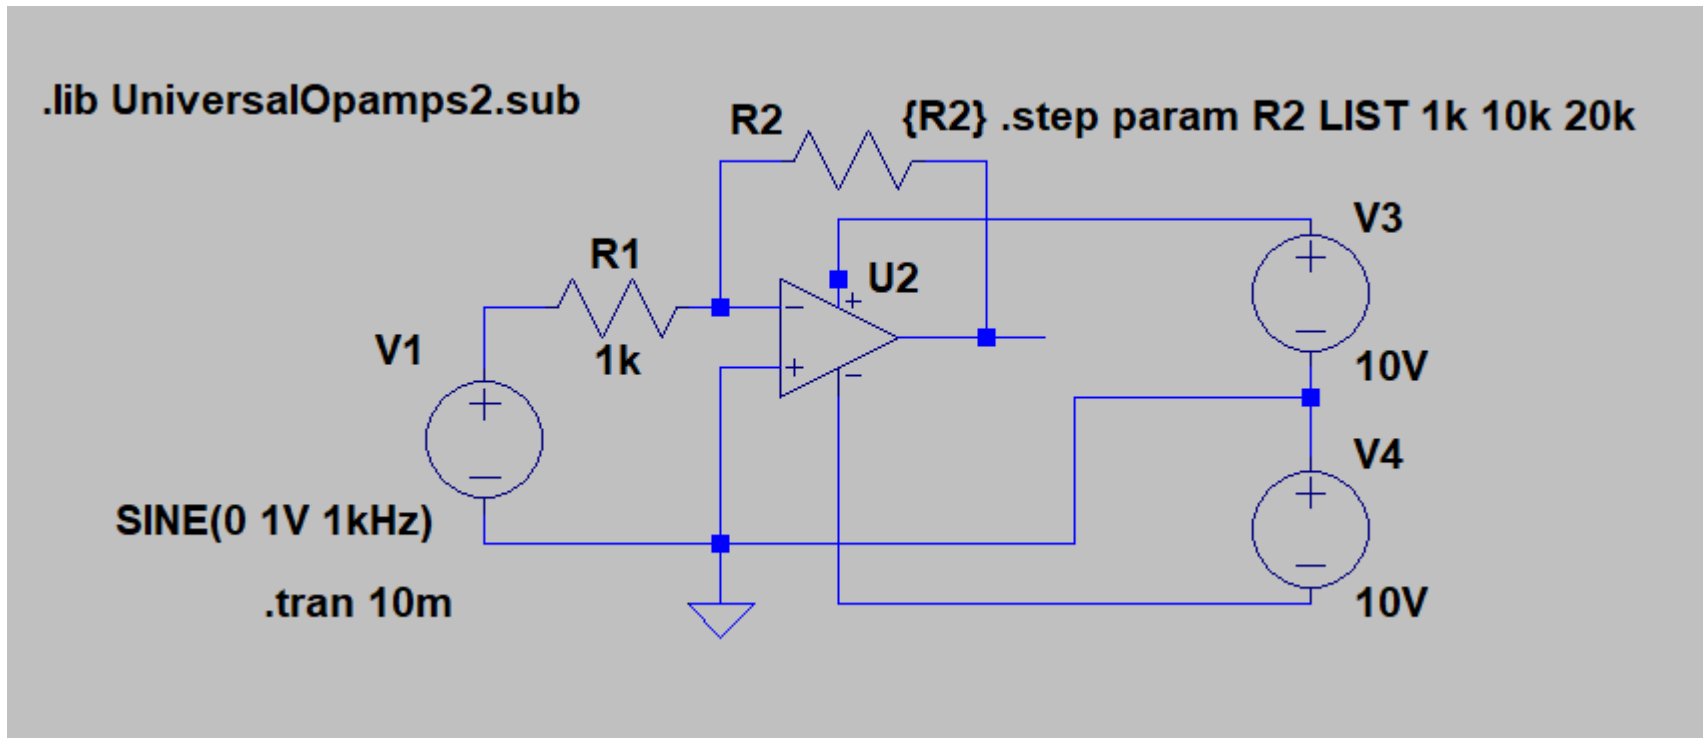 .lib UniversalOpamps2.sub
R2
{R2} .step param R2 LIST 1k 10k 20k
V3
R1
U2
+
+
−
V1
1k
10V
+
+
−
−
−
V4
+
SINE(0 1V 1kHz)
−
.tran 10m
10V